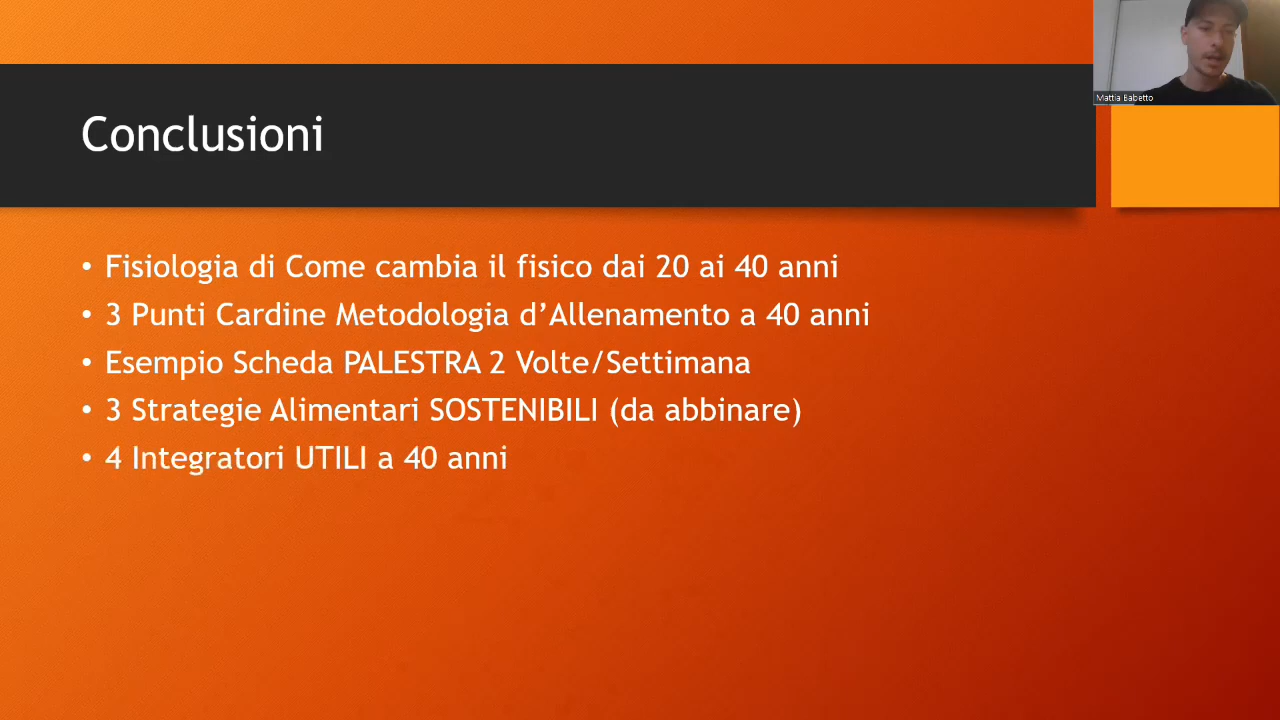 Mattia Babetto
Conclusioni
• Fisiologia di Come cambia il fisico dai 20 ai 40 anni
• 3 Punti Cardine Metodologia d’Allenamento a 40 anni
• Esempio Scheda PALESTRA 2 Volte/Settimana
• 3 Strategie Alimentari SOSTENIBILI (da abbinare)
• 4 Integratori UTILI a 40 anni